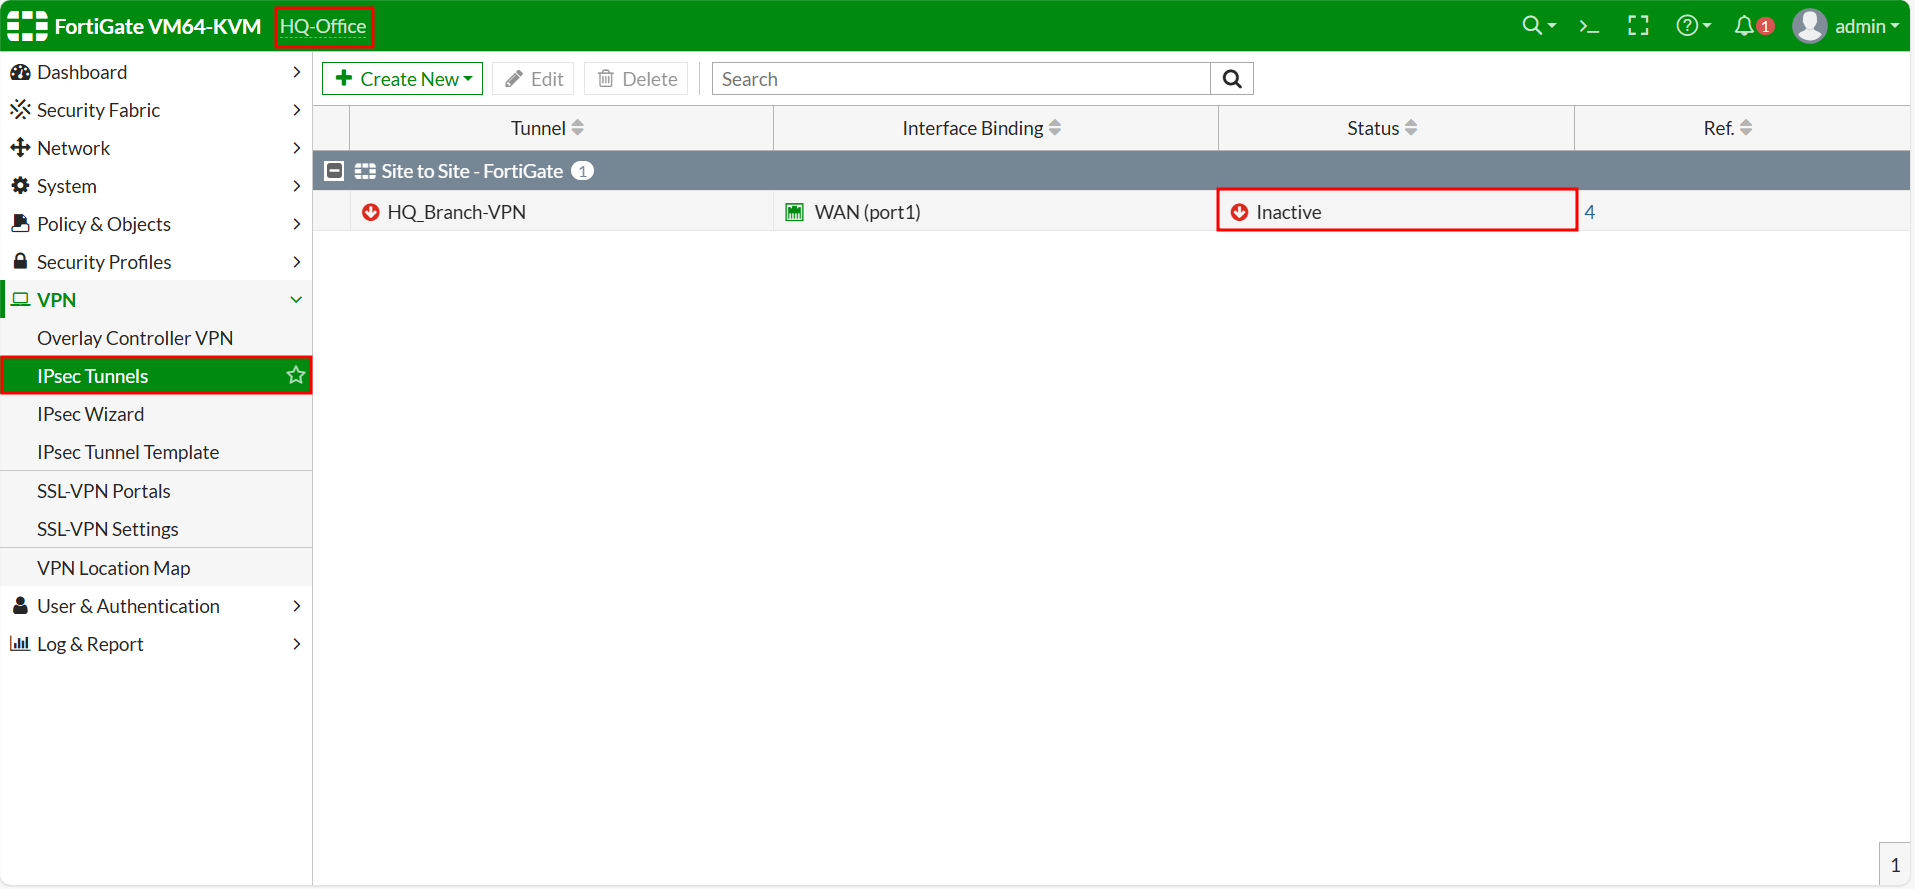 FortiGate VM64-KVM HQ-Office 1 admin
Dashboard
Security Fabric
Network
System
Policy & Objects
Security Profiles
VPN
Overlay Controller VPN
IPsec Tunnels
IPsec Wizard
IPsec Tunnel Template
SSL-VPN Portals
SSL-VPN Settings
VPN Location Map
User & Authentication
Log & Report
Create New Edit Delete Search
Tunnel Interface Binding Status Ref.
Site to Site - FortiGate 1
HQ_Branch-VPN WAN (port1) Inactive 4
1